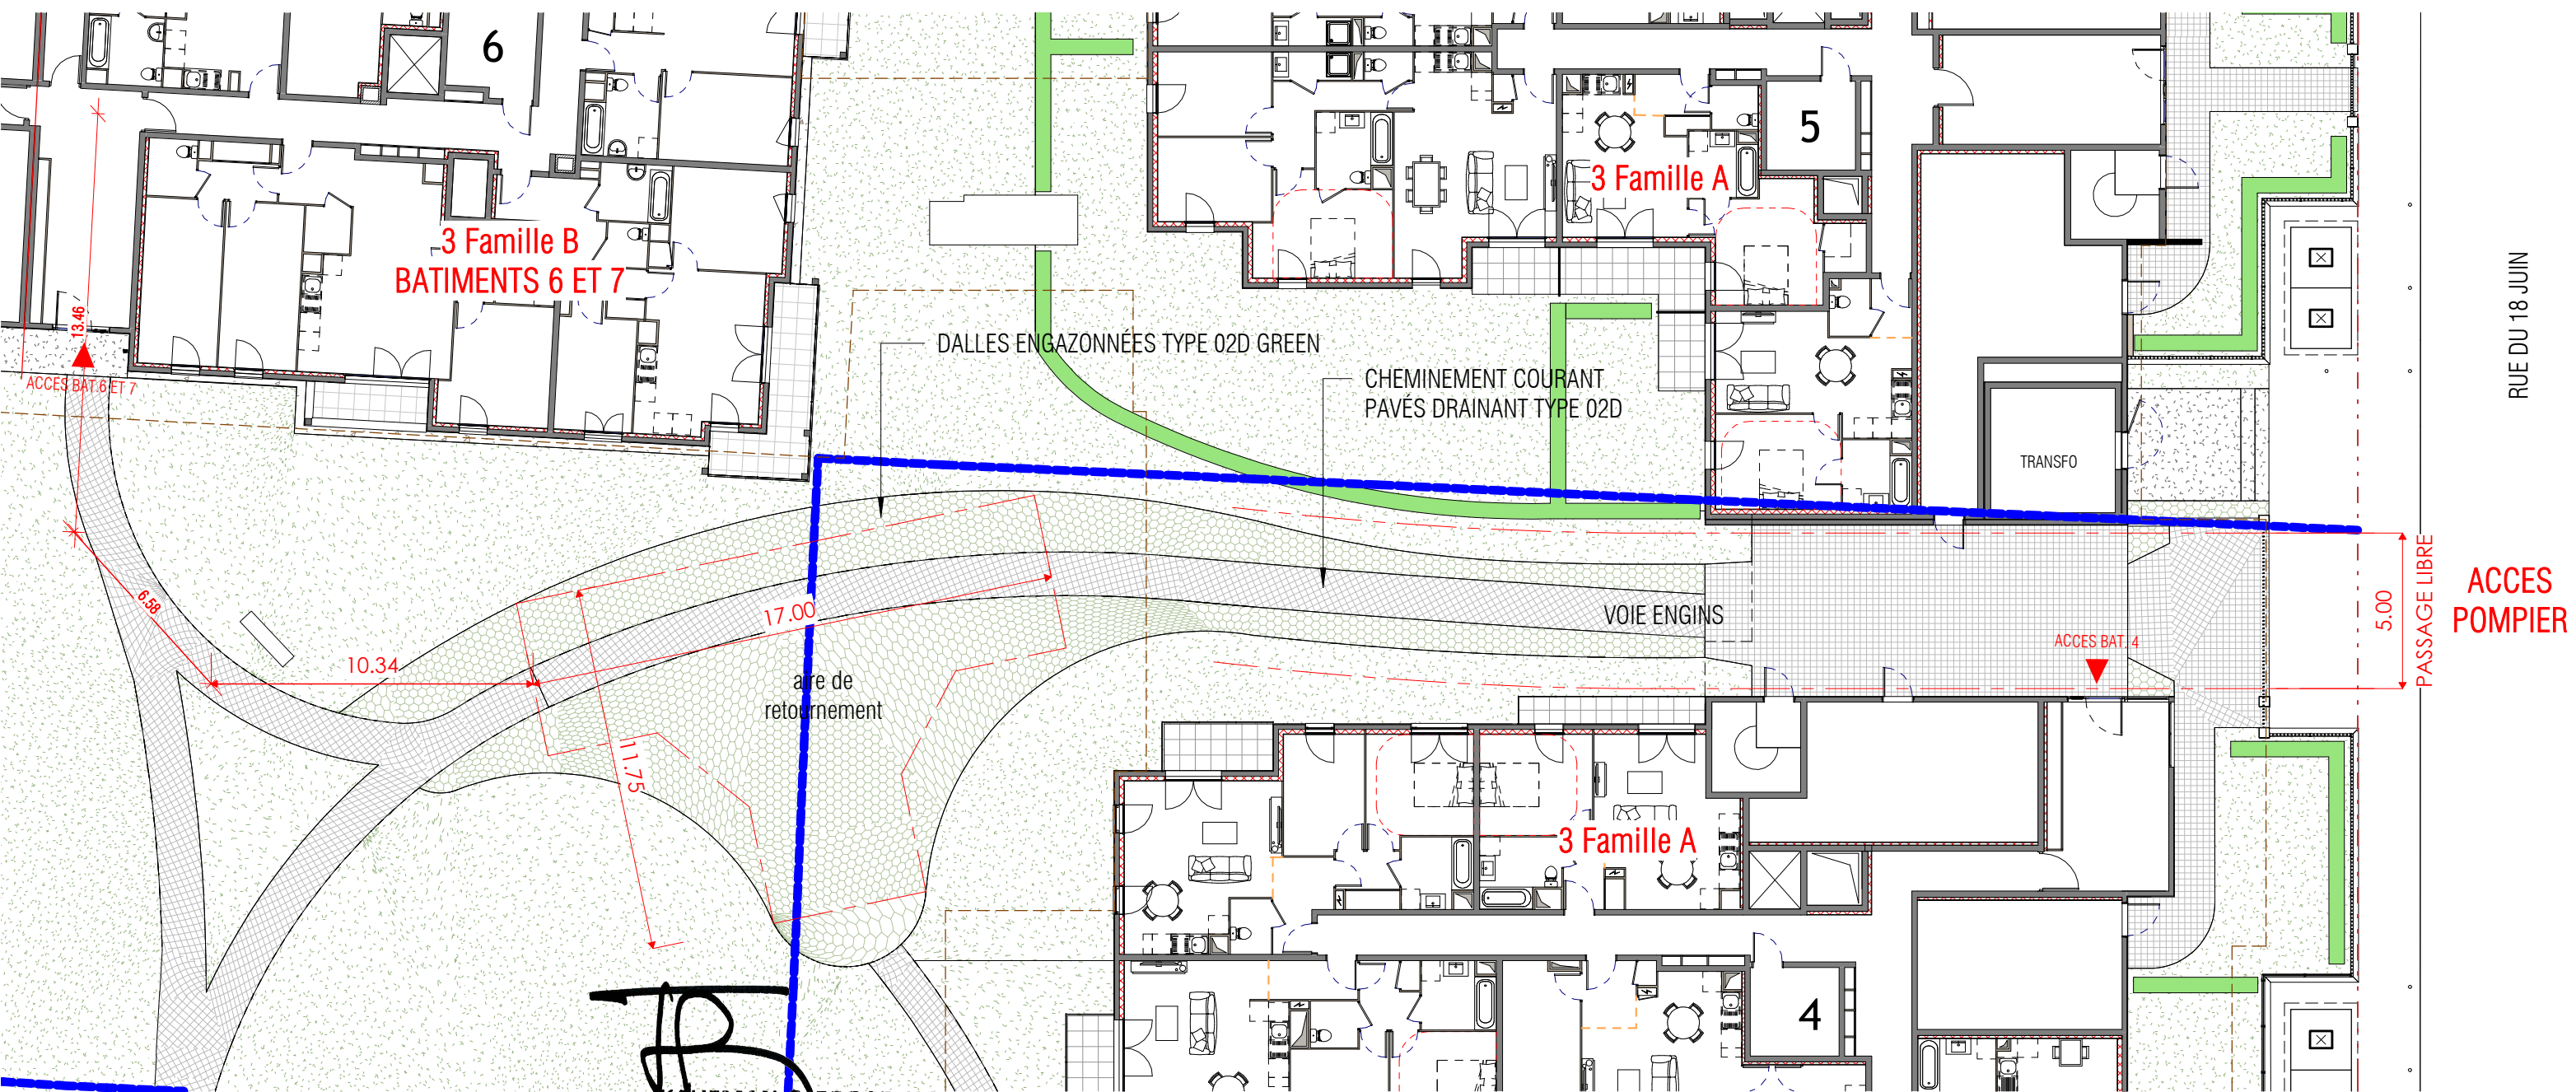 6
5
3 Famille A
3 Famille B
BATIMENTS 6 ET 7
13.46
ACCES BAT.6 ET 7
DALLES ENGAZONNÉES TYPE 02D GREEN
CHEMINEMENT COURANT
PAVÉS DRAINANT TYPE 02D
RUE DU 18 JUIN
TRANSFO
6.58
10.34
17.00
11.75
aire de
retournement
VOIE ENGINS
ACCES BAT. 4
5.00
PASSAGE LIBRE
ACCES
POMPIER
3 Famille A
4